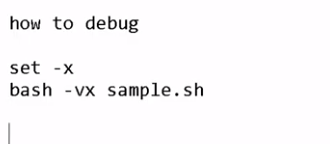 how to debug
set -x
bash -vx sample.sh